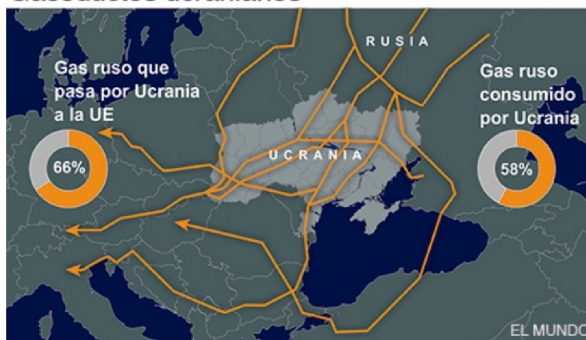 RUSIA
Gas ruso que
pasa por Ucrania
a la UE
66%
UCRANIA
Gas ruso
consumido
por Ucrania
58%
EL MUNDO